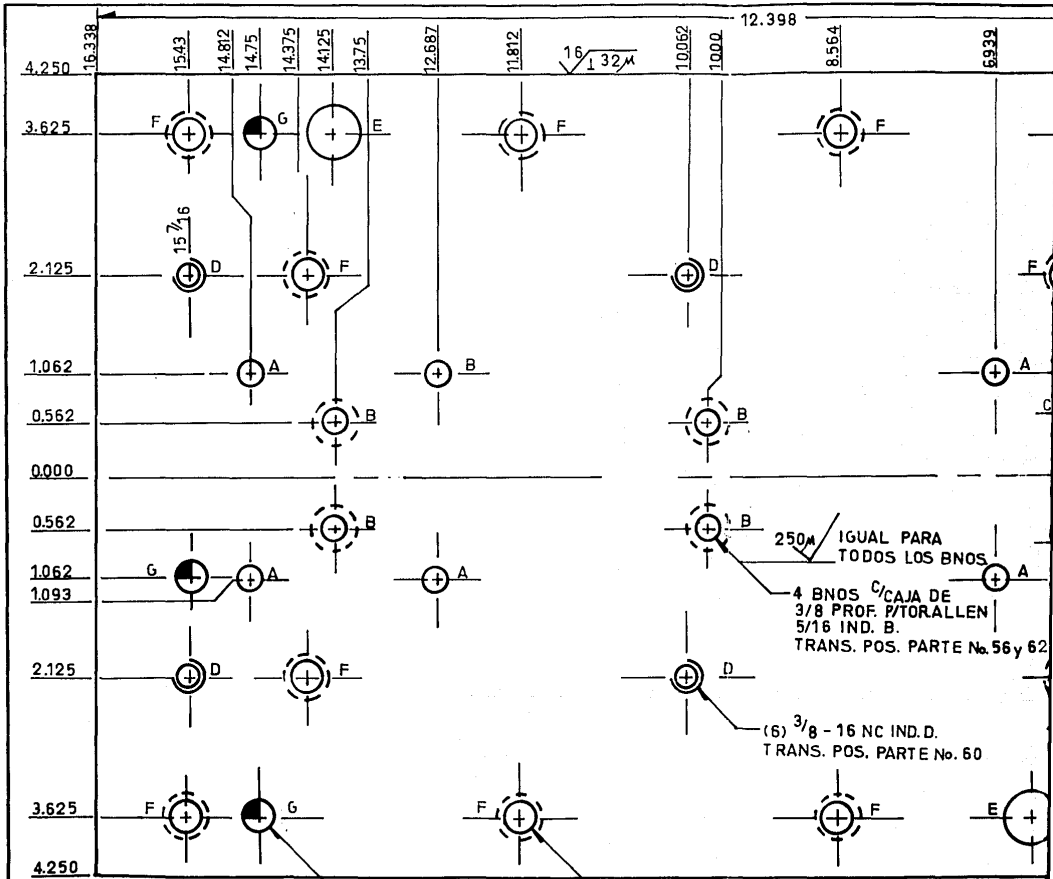 12.398
16.338
15.43
14.812
14.75
14.375
14.125
13.75
12.687
11.812
10.062
10.00
8.564
6.939
16 ⊥ 32 µ
4.250
3.625
F
G
E
F
F
15 7/16
2.125
D
F
D
F
1.062
A
B
A
C
0.562
B
B
0.000
0.562
B
B
250µ
IGUAL PARA
TODOS LOS BNOS
1.062
G
A
A
A
1.093
4 BNOS C/CAJA DE
3/8 PROF. P/TORALLEN
5/16 IND. B.
TRANS. POS. PARTE No. 56 y 62
2.125
D
F
D
(6) 3/8 - 16 NC IND. D.
TRANS. POS. PARTE No. 60
3.625
F
G
F
F
E
4.250